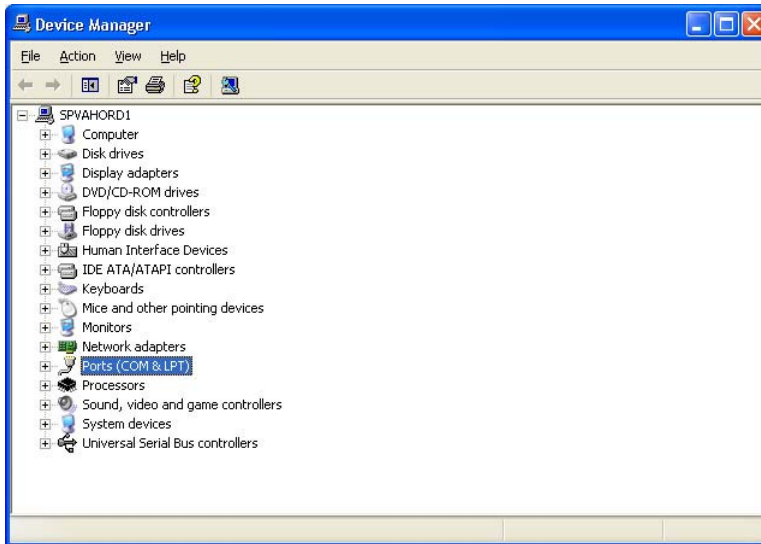 Device Manager
File Action View Help
SPVAHORD1
Computer
Disk drives
Display adapters
DVD/CD-ROM drives
Floppy disk controllers
Floppy disk drives
Human Interface Devices
IDE ATA/ATAPI controllers
Keyboards
Mice and other pointing devices
Monitors
Network adapters
Ports (COM & LPT)
Processors
Sound, video and game controllers
System devices
Universal Serial Bus controllers